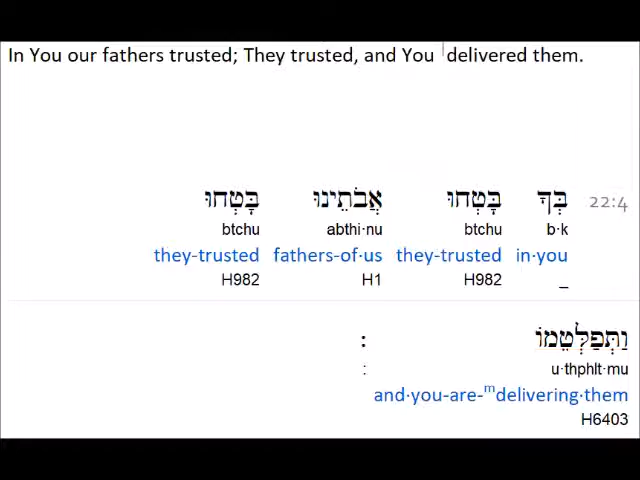 In You our fathers trusted; They trusted, and You ˡdelivered them.
22:4 בְּךָ בָּטְחוּ אֲבֹתֵינוּ בָּטְחוּ
btchu abthi·nu btchu b·k
they-trusted fathers-of·us they-trusted in·you
H982 H1 H982 _
וַתְּפַלְּטֵמוֹ :
: u·thphlt·mu
and·you-are-ᵐdelivering·them
H6403